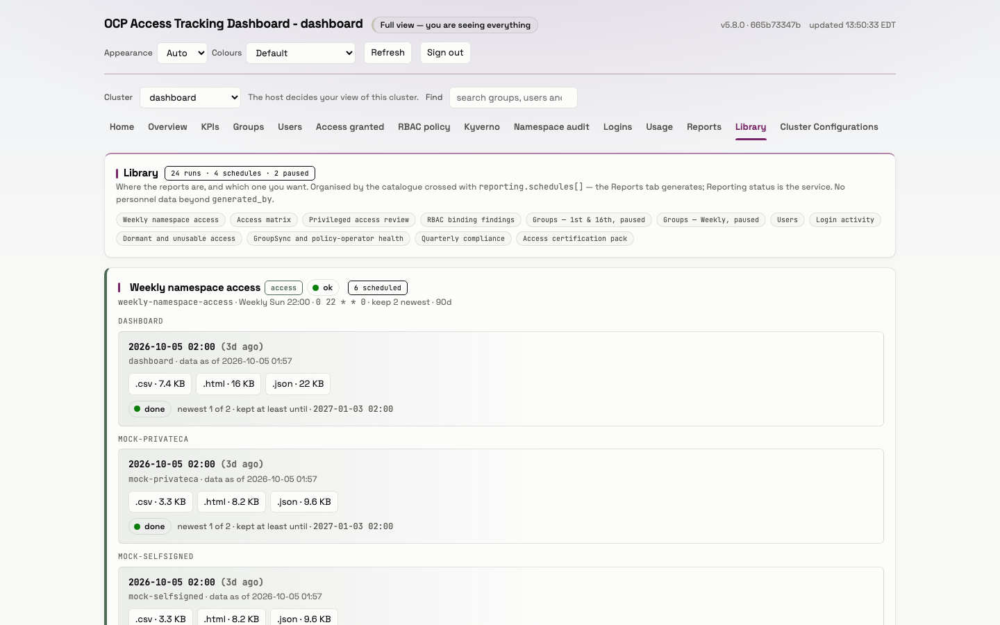 OCP Access Tracking Dashboard - dashboard Full view — you are seeing everything v5.8.0 · 665b73347b updated 13:50:33 EDT
Appearance Auto Colours Default Refresh Sign out
Cluster dashboard The host decides your view of this cluster. Find search groups, users and
Home Overview KPIs Groups Users Access granted RBAC policy Kyverno Namespace audit Logins Usage Reports Library Cluster Configurations
Library 24 runs · 4 schedules · 2 paused
Where the reports are, and which one you want. Organised by the catalogue crossed with reporting.schedules[] — the Reports tab generates; Reporting status is the service. No
personnel data beyond generated_by.
Weekly namespace access Access matrix Privileged access review RBAC binding findings Groups — 1st & 16th, paused Groups — Weekly, paused Users Login activity
Dormant and unusable access GroupSync and policy-operator health Quarterly compliance Access certification pack
Weekly namespace access access ok 6 scheduled
weekly-namespace-access · Weekly Sun 22:00 · 0 22 * * 0 · keep 2 newest · 90d
DASHBOARD
2026-10-05 02:00 (3d ago)
dashboard · data as of 2026-10-05 01:57
.csv · 7.4 KB .html · 16 KB .json · 22 KB
done newest 1 of 2 · kept at least until · 2027-01-03 02:00
MOCK-PRIVATECA
2026-10-05 02:00 (3d ago)
mock-privateca · data as of 2026-10-05 01:57
.csv · 3.3 KB .html · 8.2 KB .json · 9.6 KB
done newest 1 of 2 · kept at least until · 2027-01-03 02:00
MOCK-SELFSIGNED
2026-10-05 02:00 (3d ago)
mock-selfsigned · data as of 2026-10-05 01:57
.csv · 3.3 KB .html · 8.2 KB .json · 9.6 KB